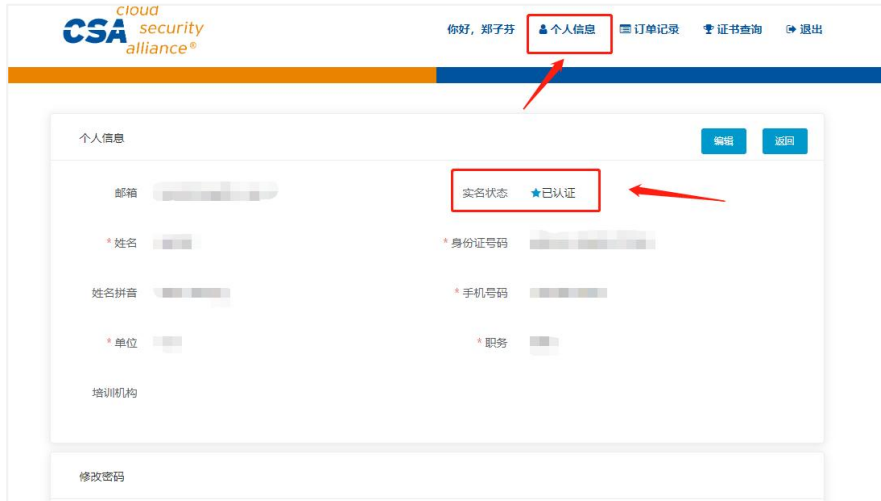 cloud
CSA security
alliance®
你好，郑子芬 个人信息 订单记录 证书查询 退出
个人信息 编辑 返回
邮箱 实名状态 ★已认证
* 姓名 * 身份证号码
姓名拼音 * 手机号码
* 单位 * 职务
培训机构
修改密码